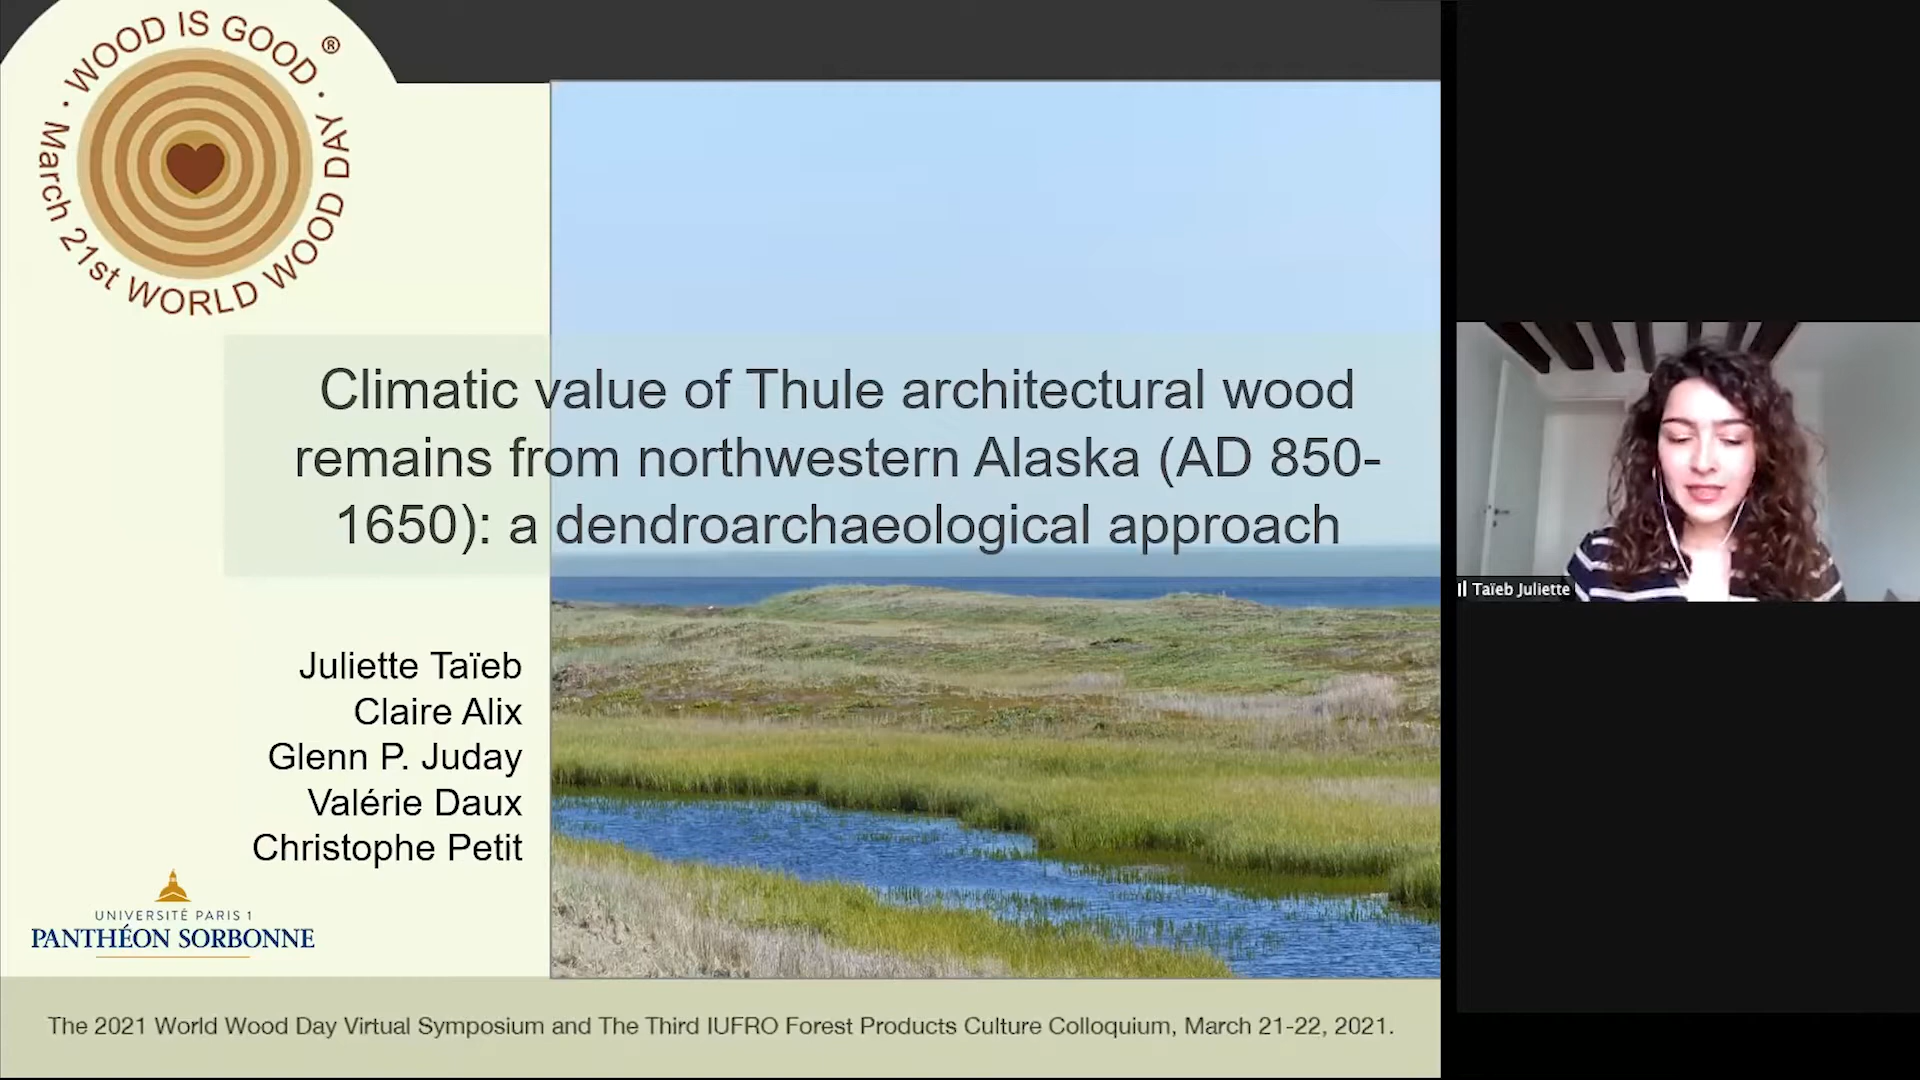 · WOOD IS GOOD ·
®
March 21st WORLD WOOD DAY
Climatic value of Thule architectural wood
remains from northwestern Alaska (AD 850-
1650): a dendroarchaeological approach
Juliette Taïeb
Claire Alix
Glenn P. Juday
Valérie Daux
Christophe Petit
UNIVERSITÉ PARIS 1
PANTHÉON SORBONNE
The 2021 World Wood Day Virtual Symposium and The Third IUFRO Forest Products Culture Colloquium, March 21-22, 2021.
Taïeb Juliette